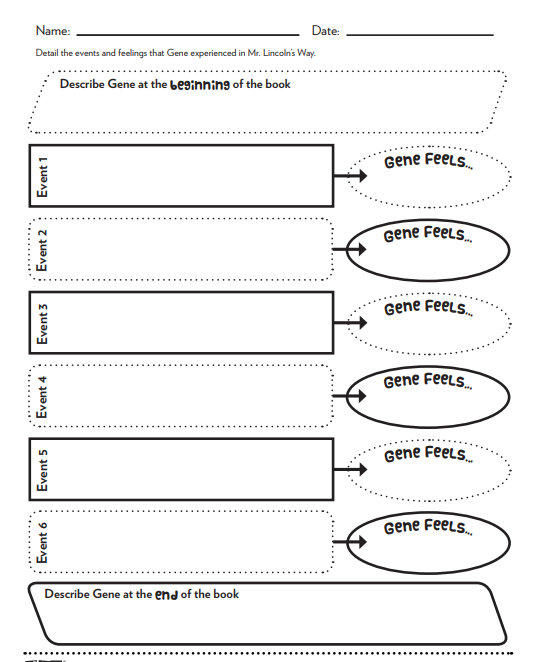 Name: Date:
Detail the events and feelings that Gene experienced in Mr. Lincoln's Way.
Describe Gene at the beginning of the book
Event 1 Gene Feels...
Event 2 Gene Feels...
Event 3 Gene Feels...
Event 4 Gene Feels...
Event 5 Gene Feels...
Event 6 Gene Feels...
Describe Gene at the end of the book